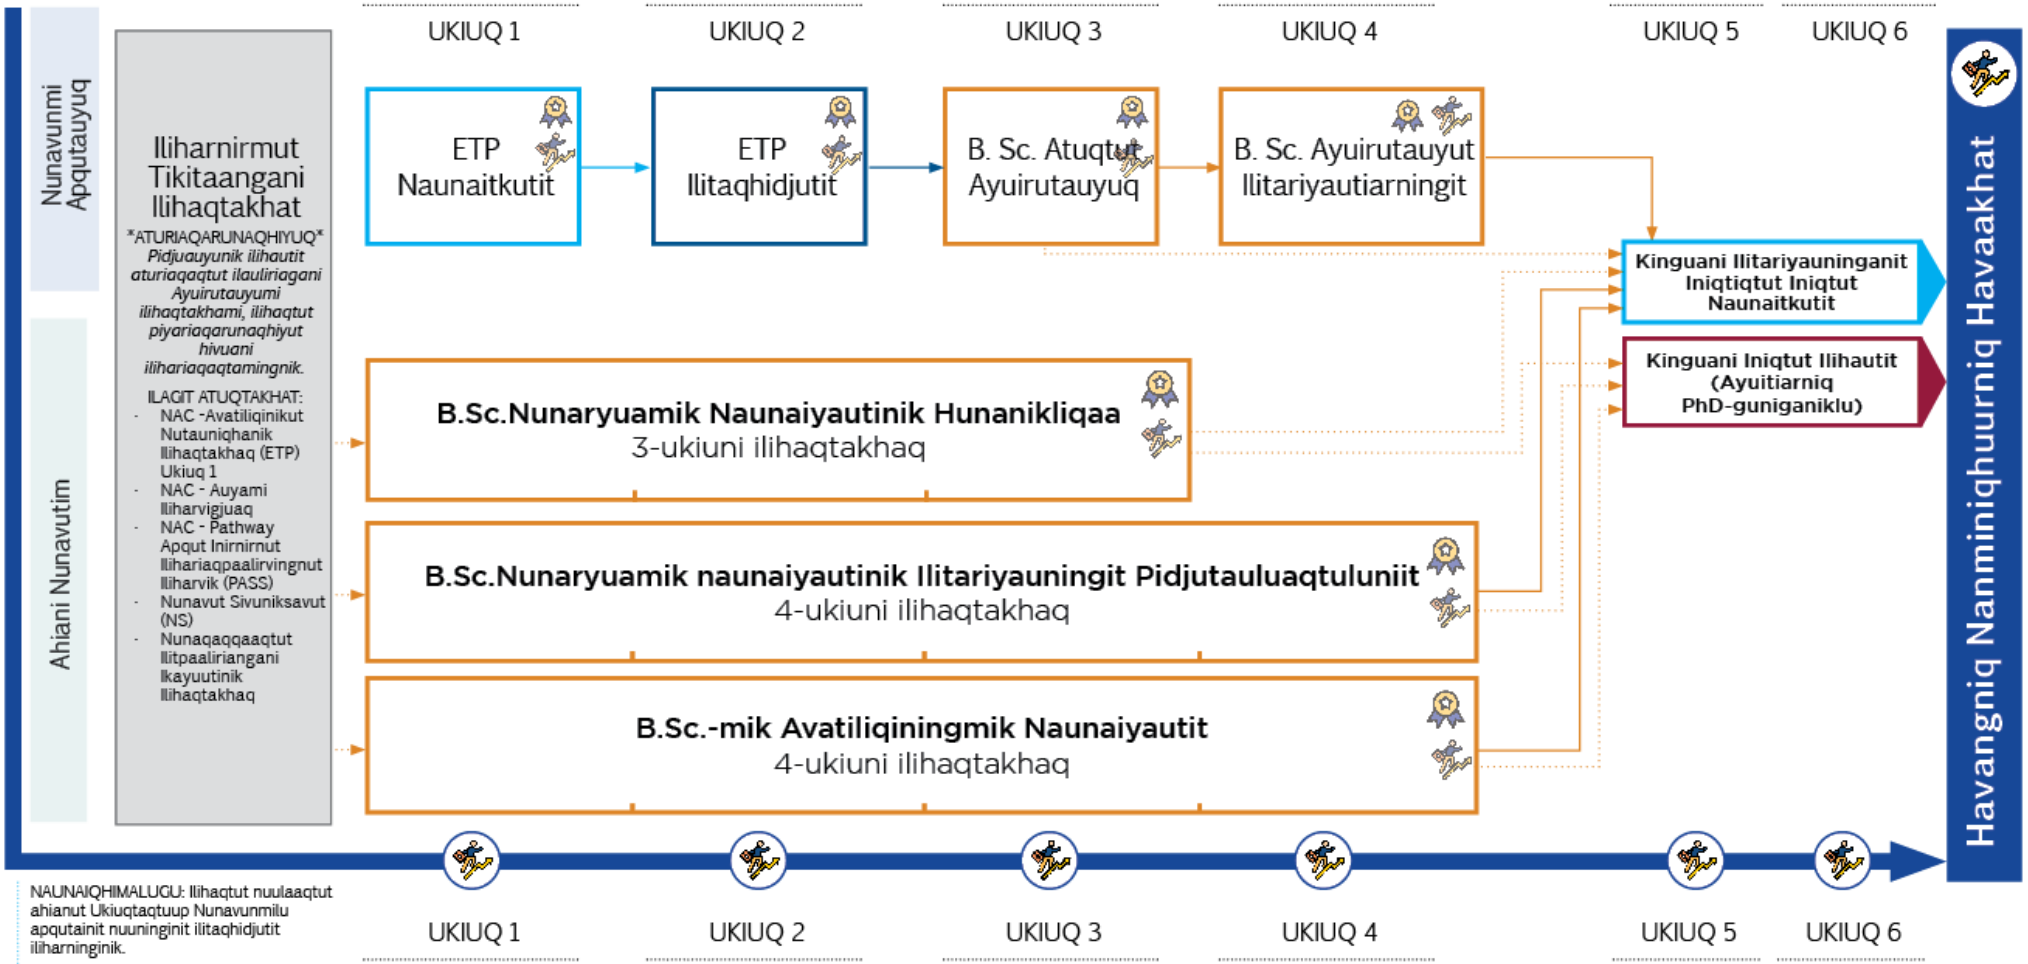 UKIUQ 1
UKIUQ 2
UKIUQ 3
UKIUQ 4
UKIUQ 5
UKIUQ 6
Nunavunmi
Apqutauyuq
Ahiani Nunavutim
Iliharnirmut
Tikitaangani
Ilihaqtakhat
*ATURIAQARUNAQHIYUQ*
Pidjuauyunik ilihautit
aturiaqaqtut ilauliriagani
Ayuirutauyumi
ilihaqtakhami, ilihaqtut
piyariaqarunaqhiyut
hivuani
ilihariaqaqtamingnik.
ILAGIT ATUQTAKHAT:
- NAC -Avatiliqinikut
Nutauniqhanik
Ilihaqtakhaq (ETP)
Ukiuq 1
- NAC - Auyami
Iliharvigjuaq
- NAC - Pathway
Apqut Inirnirnut
Ilihariaqpaalirvingnut
Iliharvik (PASS)
- Nunavut Sivuniksavut
(NS)
- Nunaqaqqaaqtut
Ilitpaaliriangani
Ikayuutinik
Ilihaqtakhaq
ETP
Naunaitkutit
ETP
Ilitaqhidjutit
B. Sc. Atuqtut
Ayuirutauyuq
B. Sc. Ayuirutauyut
Ilitariyautiarningit
Kinguani Ilitariyauninganit
Iniqtiqtut Iniqtut
Naunaitkutit
Kinguani Iniqtut Ilihautit
(Ayuitiarniq
PhD-guniganiklu)
B.Sc.Nunaryuamik Naunaiyautinik Hunanikliqaa
3-ukiuni ilihaqtakhaq
B.Sc.Nunaryuamik naunaiyautinik Ilitariyauningit Pidjutauluaqtuluniit
4-ukiuni ilihaqtakhaq
B.Sc.-mik Avatiliqiningmik Naunaiyautit
4-ukiuni ilihaqtakhaq
Havangniq Nanminiqhuurniq Havaakhat
NAUNAIQHIMALUGU: Ilihaqtut nuulaaqtut
ahianut Ukiuqtaqtuup Nunavunmilu
apqutainit nuuninginit ilitaqhidjutit
iliharninginik.
UKIUQ 1
UKIUQ 2
UKIUQ 3
UKIUQ 4
UKIUQ 5
UKIUQ 6